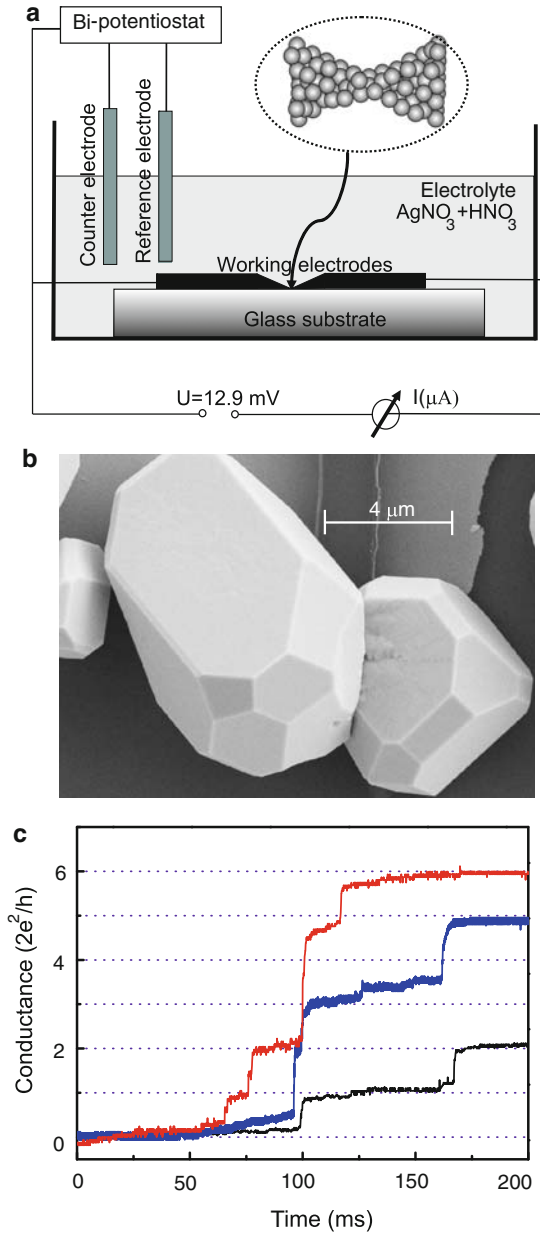 a
Bi-potentiostat
Counter electrode
Reference electrode
Electrolyte
AgNO₃+HNO₃
Working electrodes
Glass substrate
U=12.9 mV
I(μA)
b
4 μm
c
Conductance (2e²/h)
6
4
2
0
0
50
100
150
200
Time (ms)